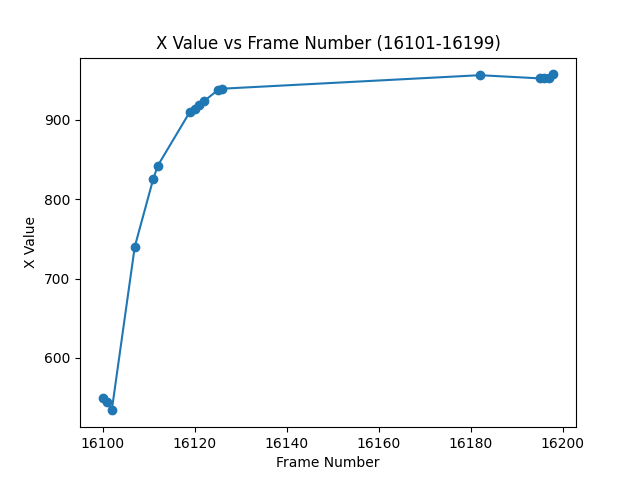 X Value vs Frame Number (16101-16199)
900
800
700
600
X Value
16100 16120 16140 16160 16180 16200
Frame Number